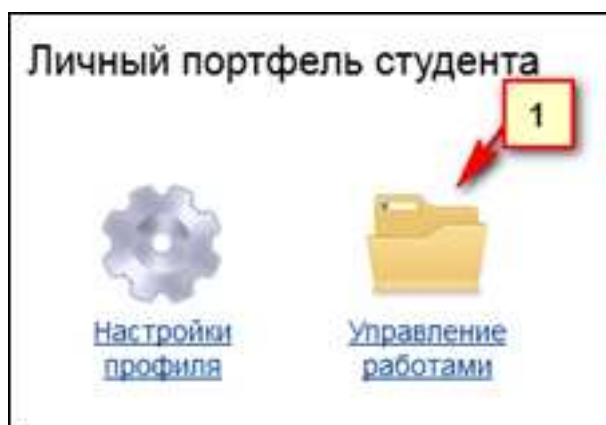 Личный портфель студента
1
Настройки
профиля
Управление
работами